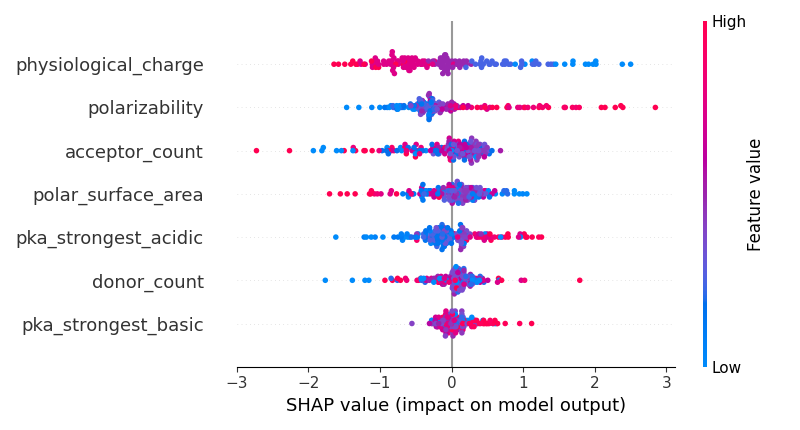 High
physiological_charge
polarizability
acceptor_count
polar_surface_area
pka_strongest_acidic
donor_count
pka_strongest_basic
Feature value
Low
−3 −2 −1 0 1 2 3
SHAP value (impact on model output)